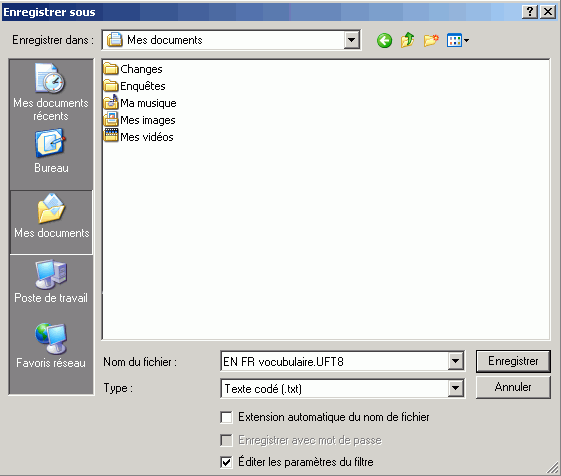 Enregistrer sous
Enregistrer dans : Mes documents
Mes documents
récents
Bureau
Mes documents
Poste de travail
Favoris réseau
Changes
Enquêtes
Ma musique
Mes images
Mes vidéos
Nom du fichier : EN FR vocubulaire.UFT8 Enregistrer
Type : Texte codé (.txt) Annuler
Extension automatique du nom de fichier
Enregistrer avec mot de passe
Éditer les paramètres du filtre